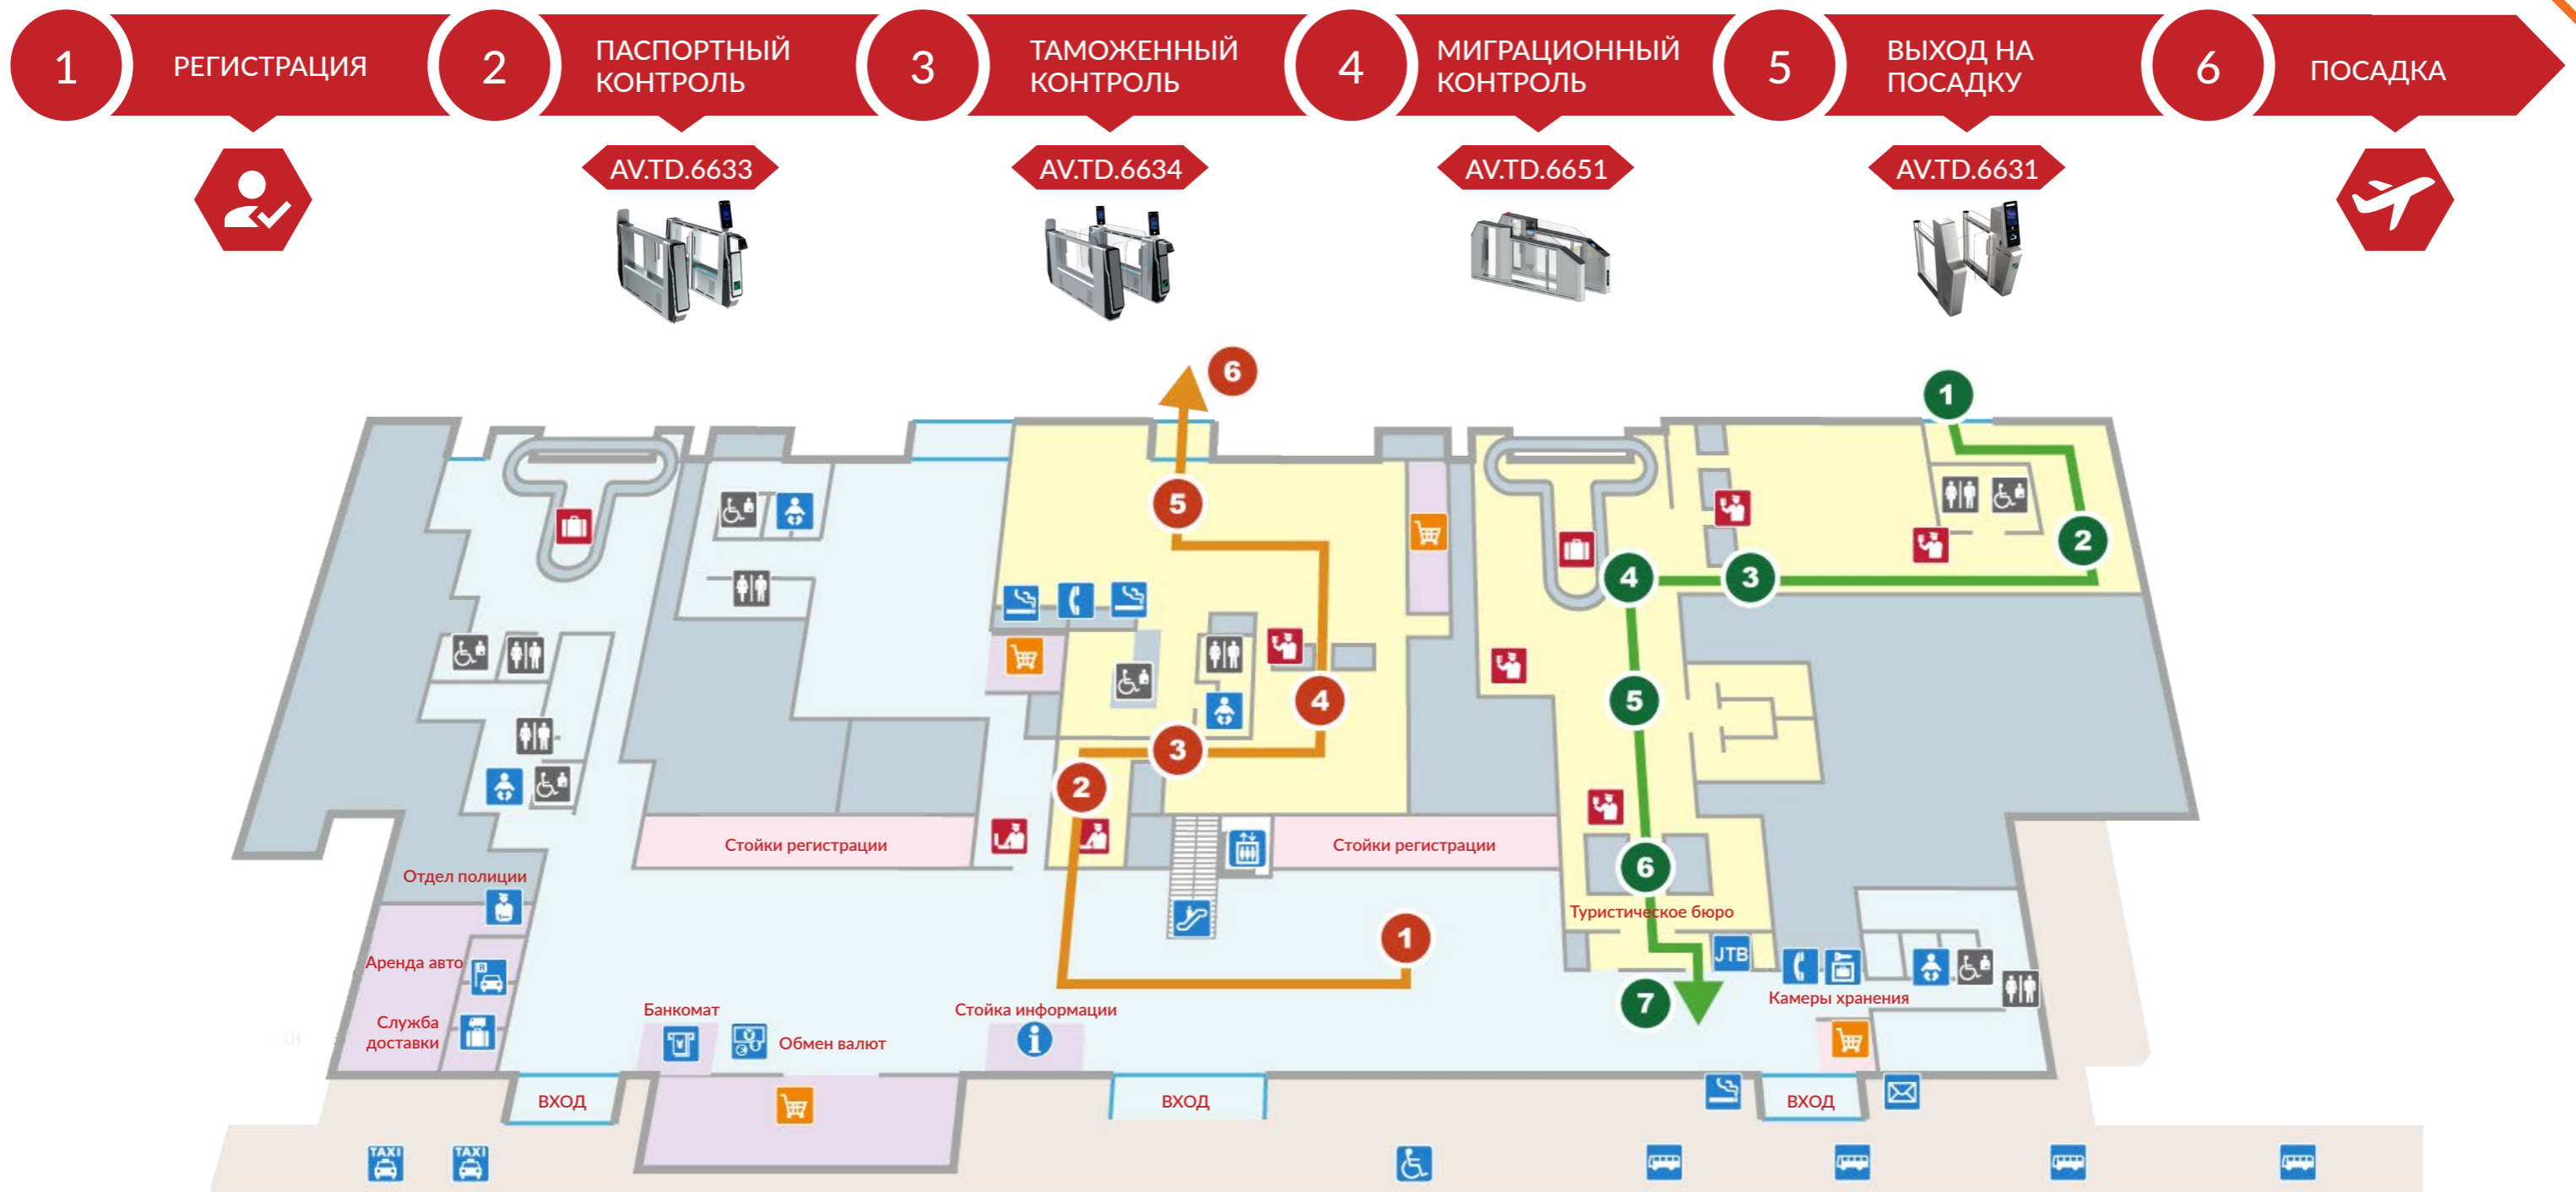 1
РЕГИСТРАЦИЯ
2
ПАСПОРТНЫЙ
КОНТРОЛЬ
3
ТАМОЖЕННЫЙ
КОНТРОЛЬ
4
МИГРАЦИОННЫЙ
КОНТРОЛЬ
5
ВЫХОД НА
ПОСАДКУ
6
ПОСАДКА
AV.TD.6633
AV.TD.6634
AV.TD.6651
AV.TD.6631
6
1
5
2
4
3
4
5
3
2
Стойки регистрации
Стойки регистрации
6
Отдел полиции
Туристическое бюро
1
JTB
Аренда авто
R
7
Камеры хранения
Банкомат
Стойка информации
Служба
доставки
Обмен валют
i
ВХОД
ВХОД
ВХОД
TAXI
TAXI